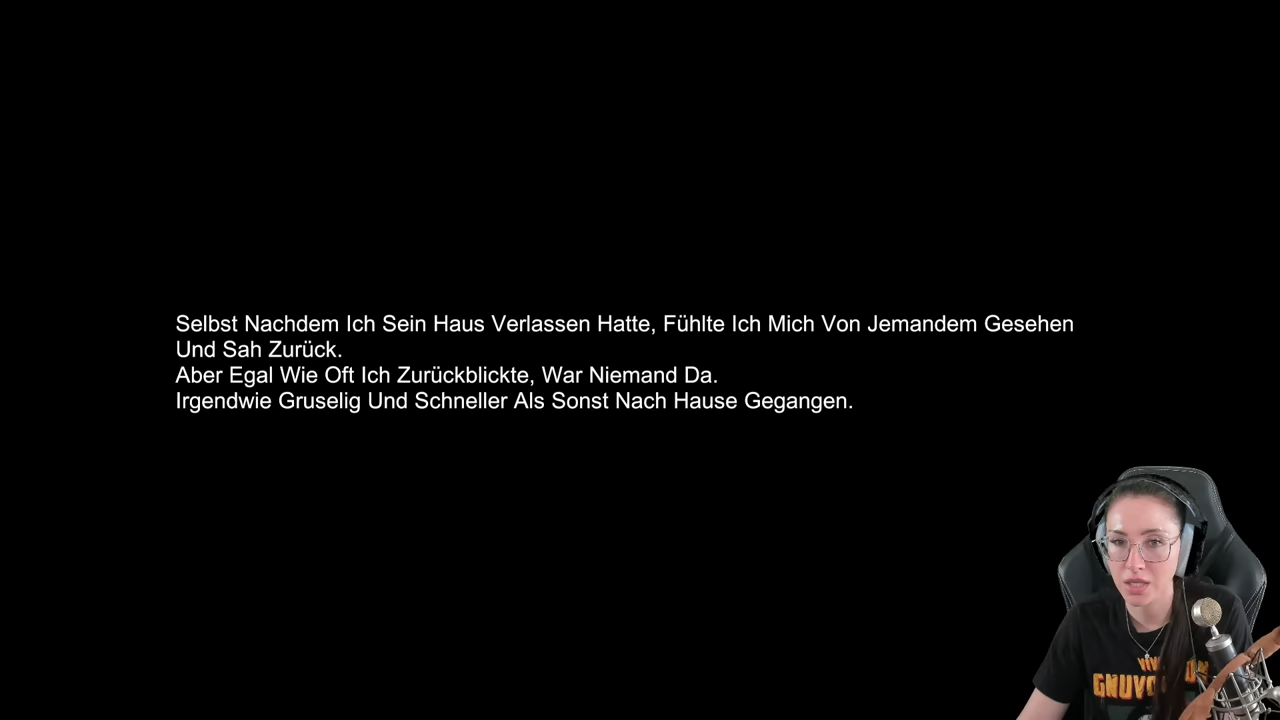 Selbst Nachdem Ich Sein Haus Verlassen Hatte, Fühlte Ich Mich Von Jemandem Gesehen
Und Sah Zurück.
Aber Egal Wie Oft Ich Zurückblickte, War Niemand Da.
Irgendwie Gruselig Und Schneller Als Sonst Nach Hause Gegangen.